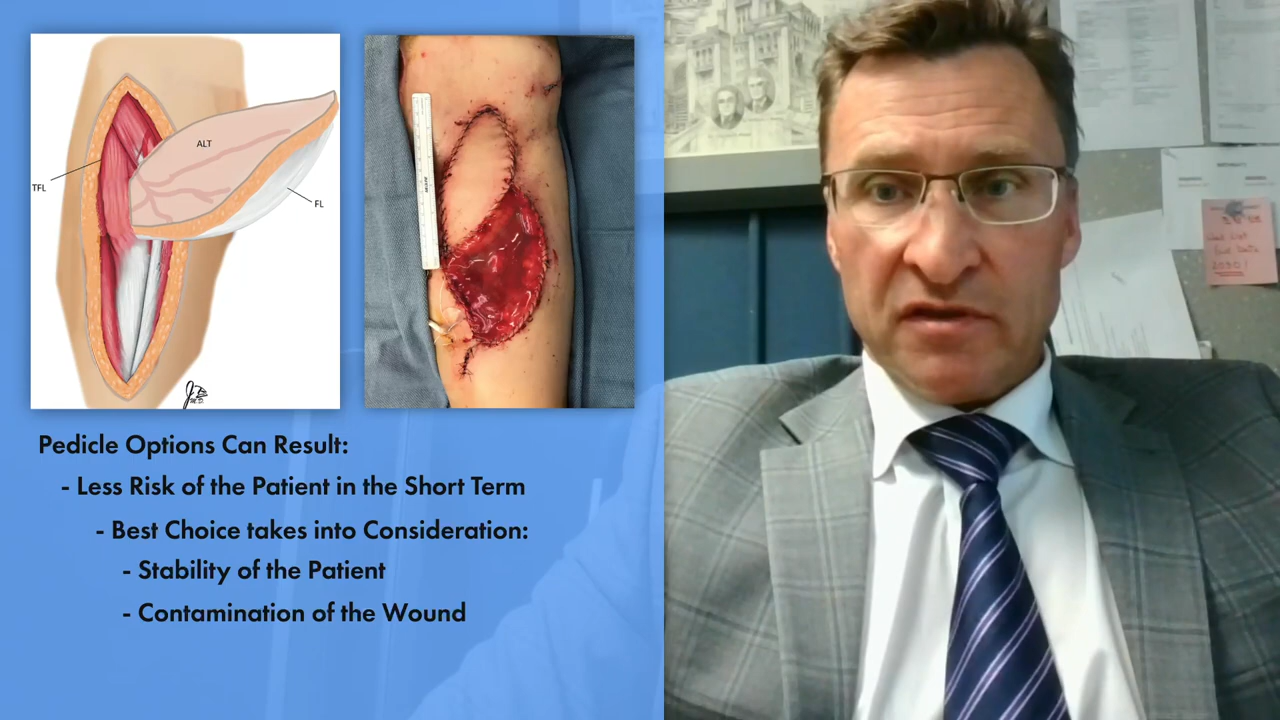 ALT
TFL
FL
M.D.
Pedicle Options Can Result:
- Less Risk of the Patient in the Short Term
- Best Choice takes into Consideration:
- Stability of the Patient
- Contamination of the Wound